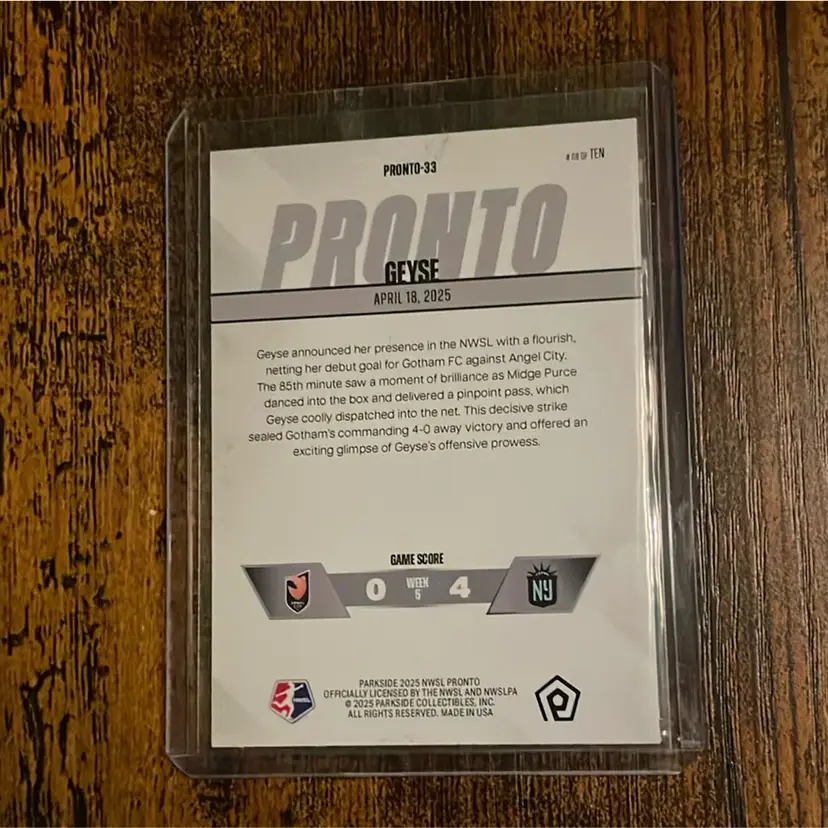 PRONTO-33
OF TEN
PRONTO
GEYSE
APRIL 18, 2025
Geyse announced her presence in the NWSL with a flourish,
netting her debut goal for Gotham FC against Angel City.
The 85th minute saw a moment of brilliance as Midge Purce
danced into the box and delivered a pinpoint pass, which
Geyse coolly dispatched into the net. This decisive strike
sealed Gotham's commanding 4-0 away victory and offered an
exciting glimpse of Geyse's offensive prowess.
GAME SCORE
0 WEEK 4
5
NY
PARKSIDE 2025 NWSL PRONTO
OFFICIALLY LICENSED BY THE NWSL AND NWSLPA
© 2025 PARKSIDE COLLECTIBLES, INC.
ALL RIGHTS RESERVED. MADE IN USA